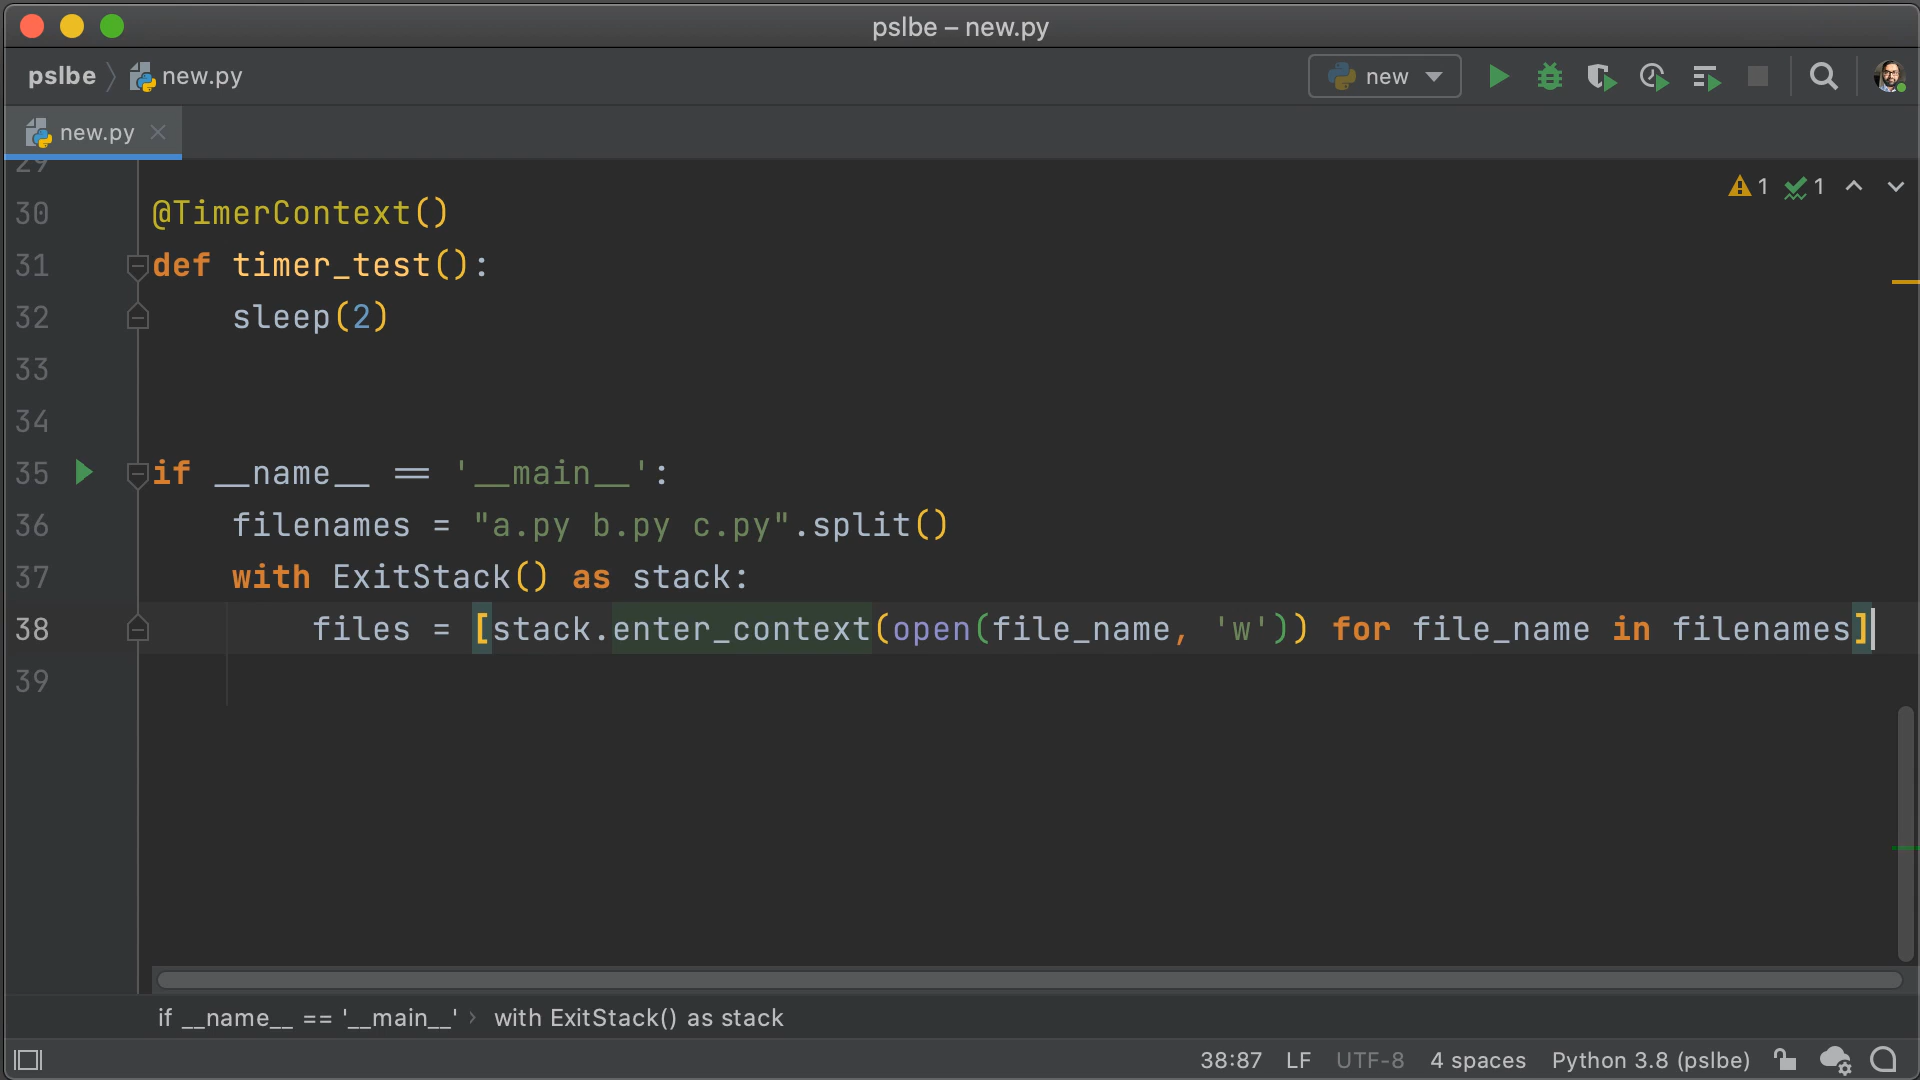 pslbe – new.py
pslbe new.py
new
new.py
29
1 1
30 @TimerContext()
31 def timer_test():
32 sleep(2)
33
34
35 if __name__ == '__main__':
36 filenames = "a.py b.py c.py".split()
37 with ExitStack() as stack:
38 files = [stack.enter_context(open(file_name, 'w')) for file_name in filenames]
39
if __name__ == '__main__' › with ExitStack() as stack
38:87 LF UTF-8 4 spaces Python 3.8 (pslbe)